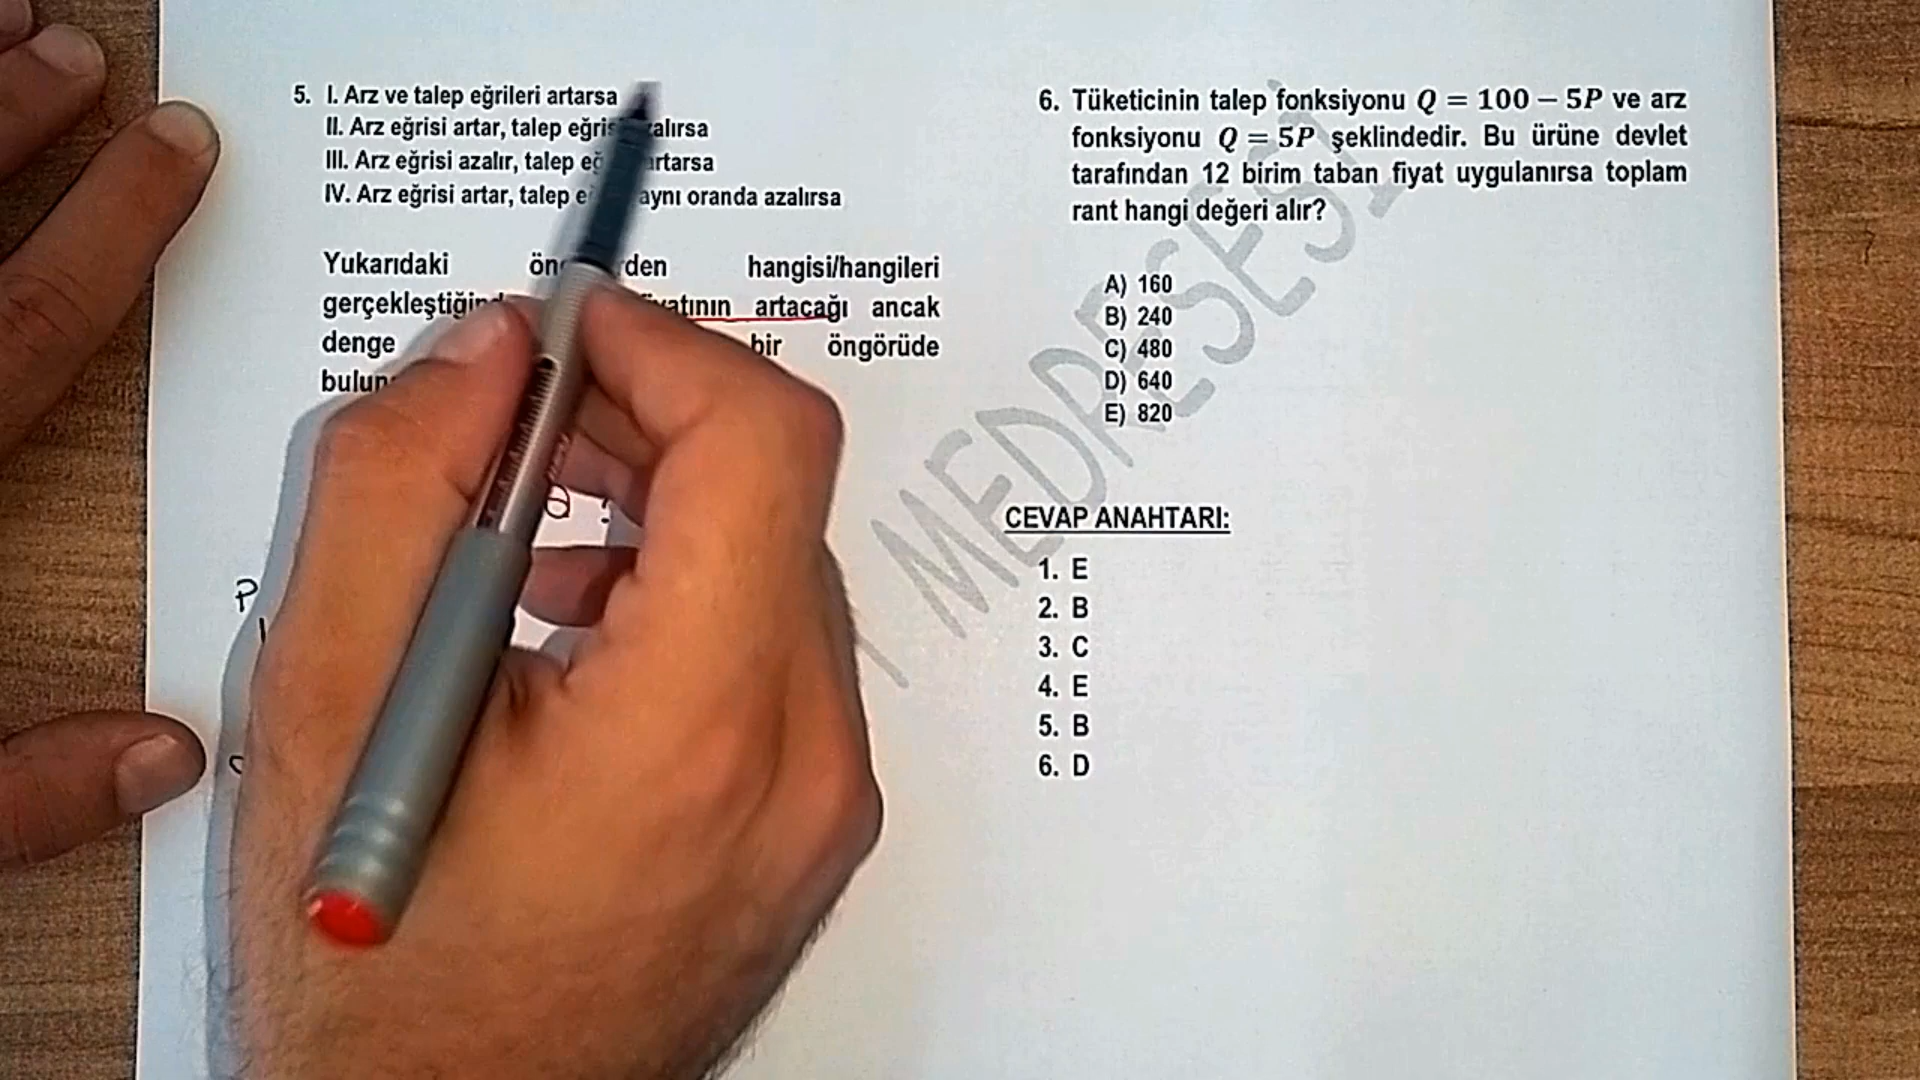 5. I. Arz ve talep eğrileri artarsa
II. Arz eğrisi artar, talep
III. Arz eğrisi azalır, talep
IV. Arz eğrisi artar, talep aynı oranda azalırsa
Yukarıdaki hangisi/hangileri
artacağı ancak
denge bir öngörüde
P
?
6. Tüketicinin talep fonksiyonu Q = 100 − 5P ve arz
fonksiyonu Q = 5P şeklindedir. Bu ürüne devlet
tarafından 12 birim taban fiyat uygulanırsa toplam
rant hangi değeri alır?
A) 160
B) 240
C) 480
D) 640
E) 820
CEVAP ANAHTARI:
1. E
2. B
3. C
4. E
5. B
6. D
MEDRESESİ